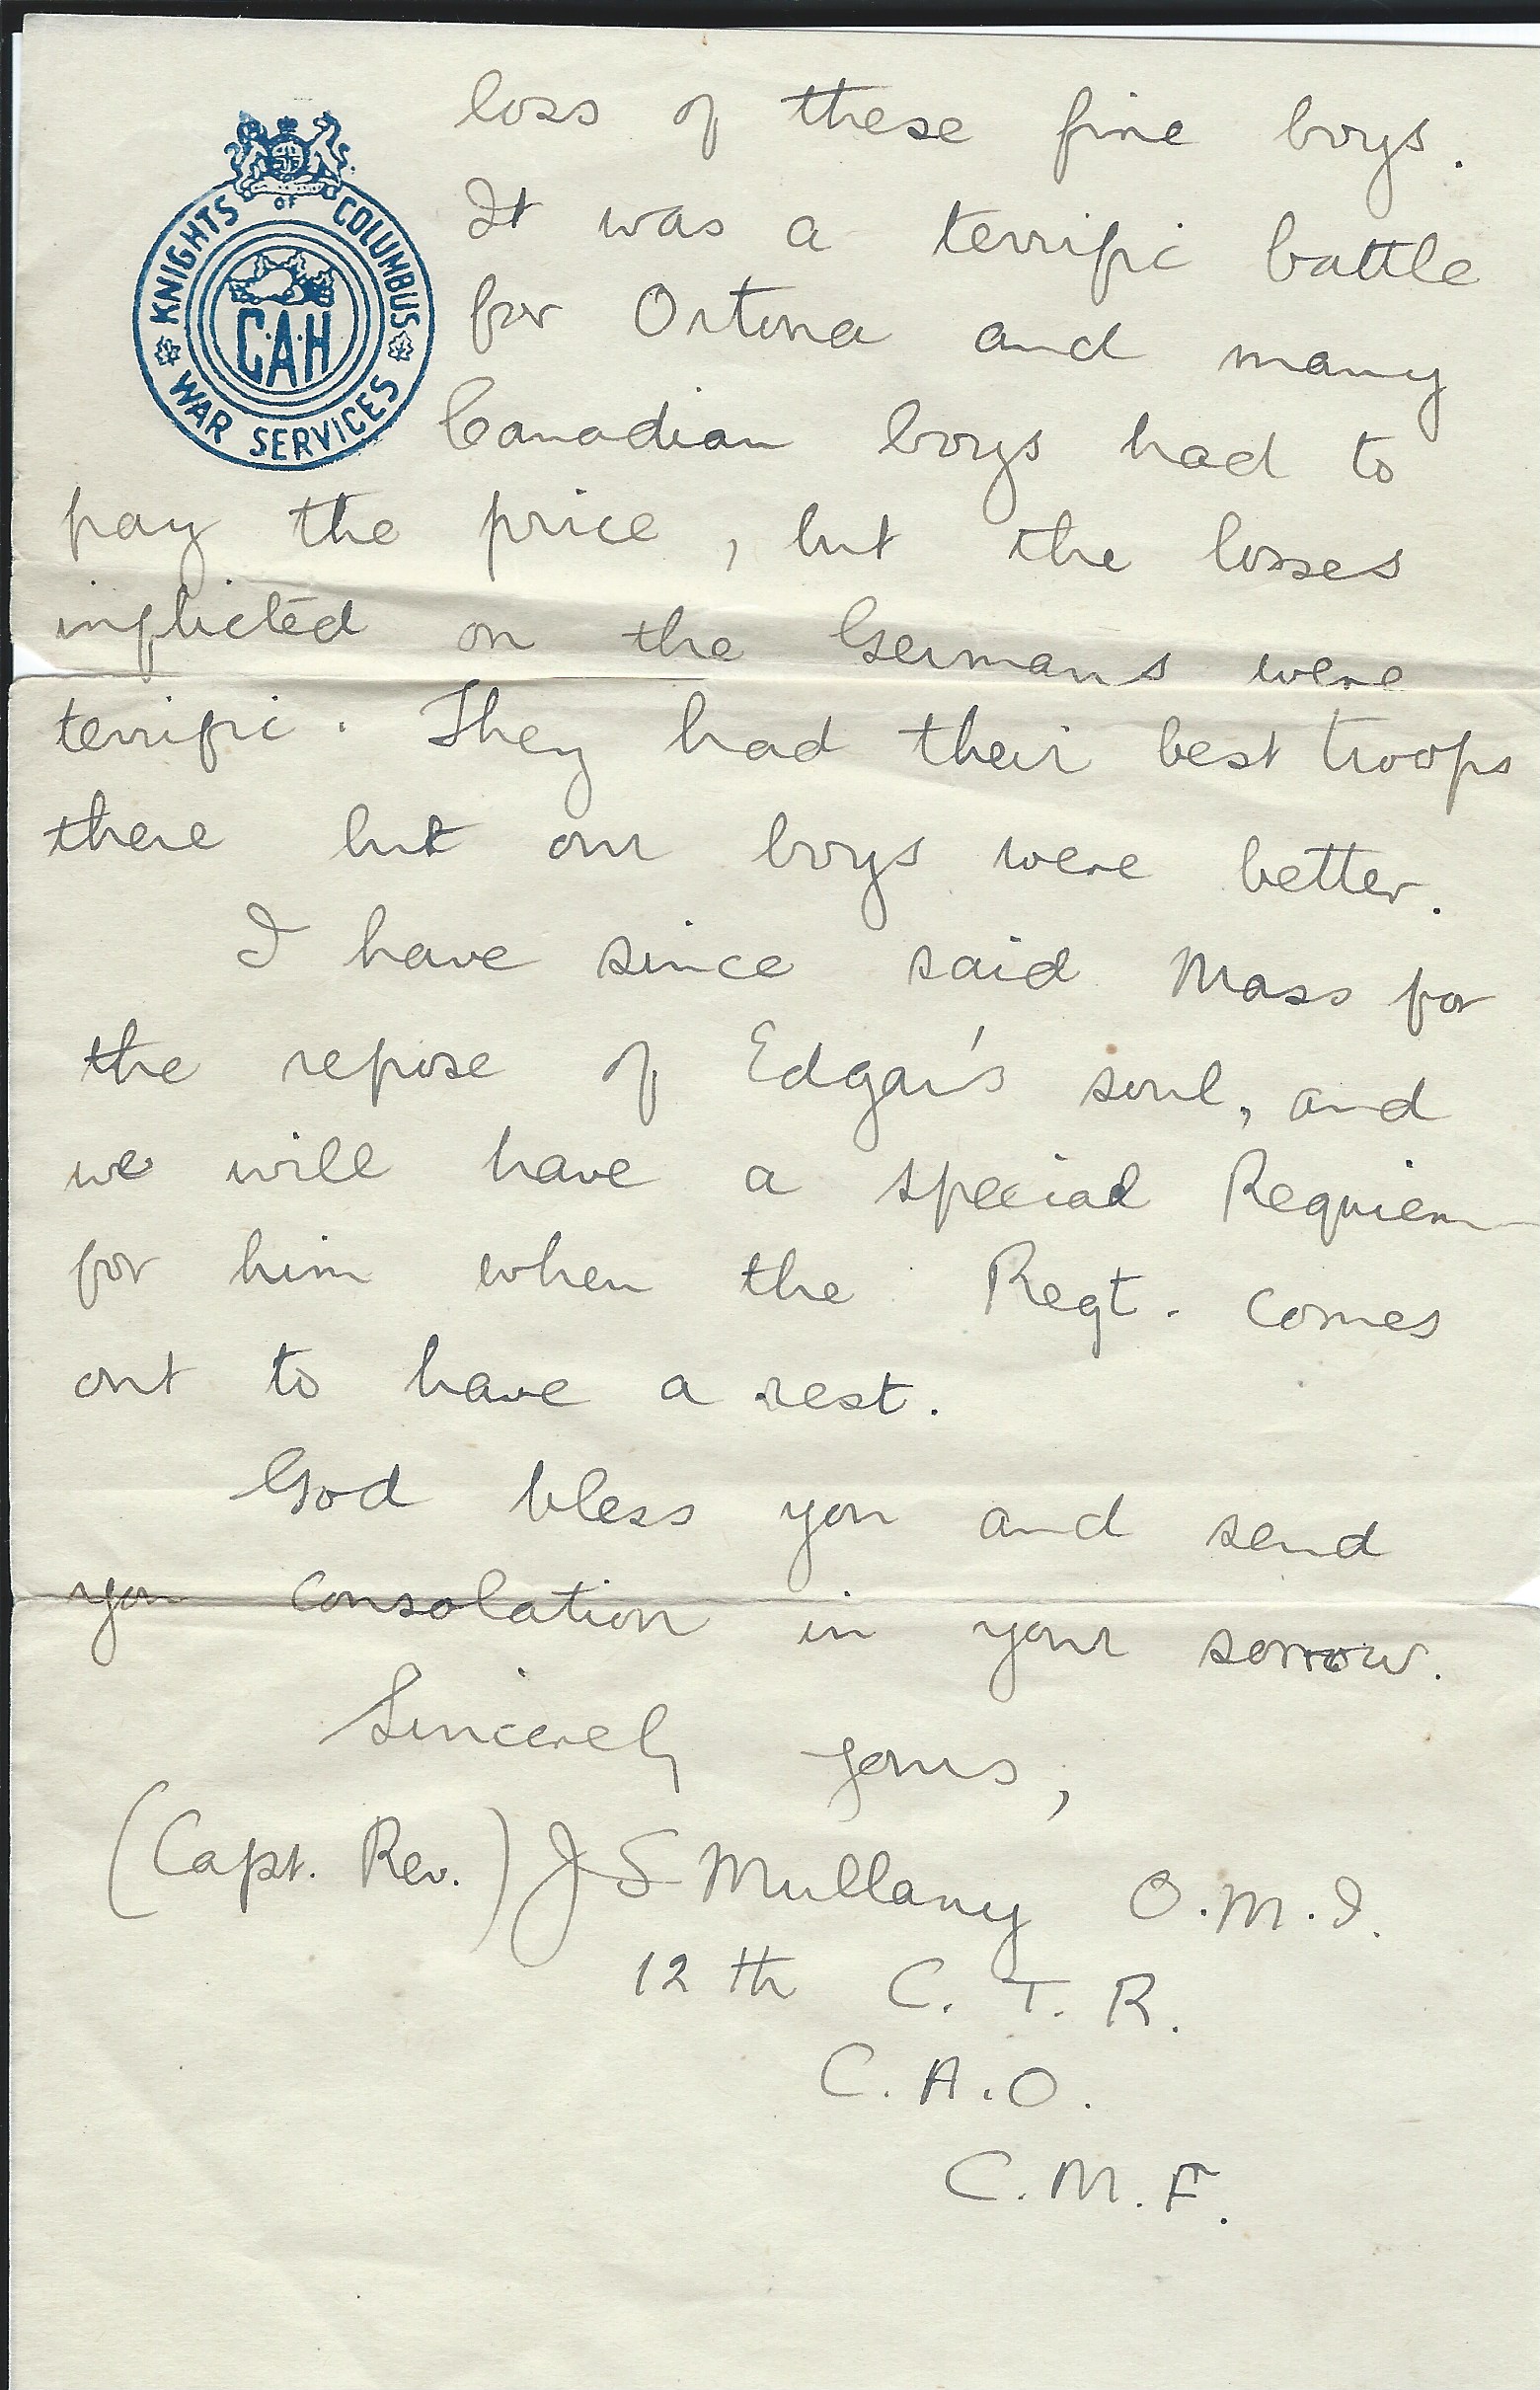 KNIGHTS OF COLUMBUS
C·A·H
WAR SERVICES
loss of these fine boys.
It was a terrific battle
for Ortona and many
Canadian boys had to
pay the price, but the losses
inflicted on the Germans were
terrific. They had their best troops
there but our boys were better.
I have since said Mass for
the repose of Edgar's soul, and
we will have a special Requiem
for him when the Regt. comes
out to have a rest.
God bless you and send
you consolation in your sorrow.
Sincerely yours,
(Capt. Rev.) J S Mullany O.M.I.
12th C.T.R.
C.A.O.
C.M.F.